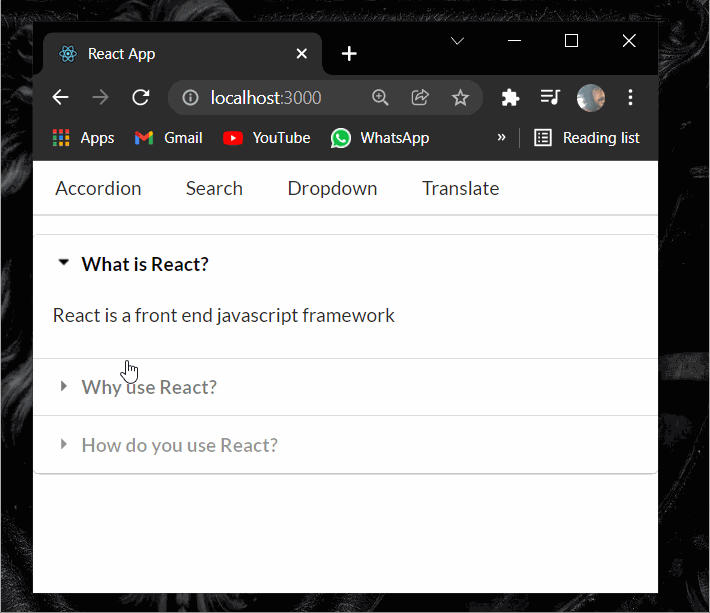 React App
localhost:3000
Apps Gmail YouTube WhatsApp » Reading list
Accordion Search Dropdown Translate
What is React?
React is a front end javascript framework
Why use React?
How do you use React?